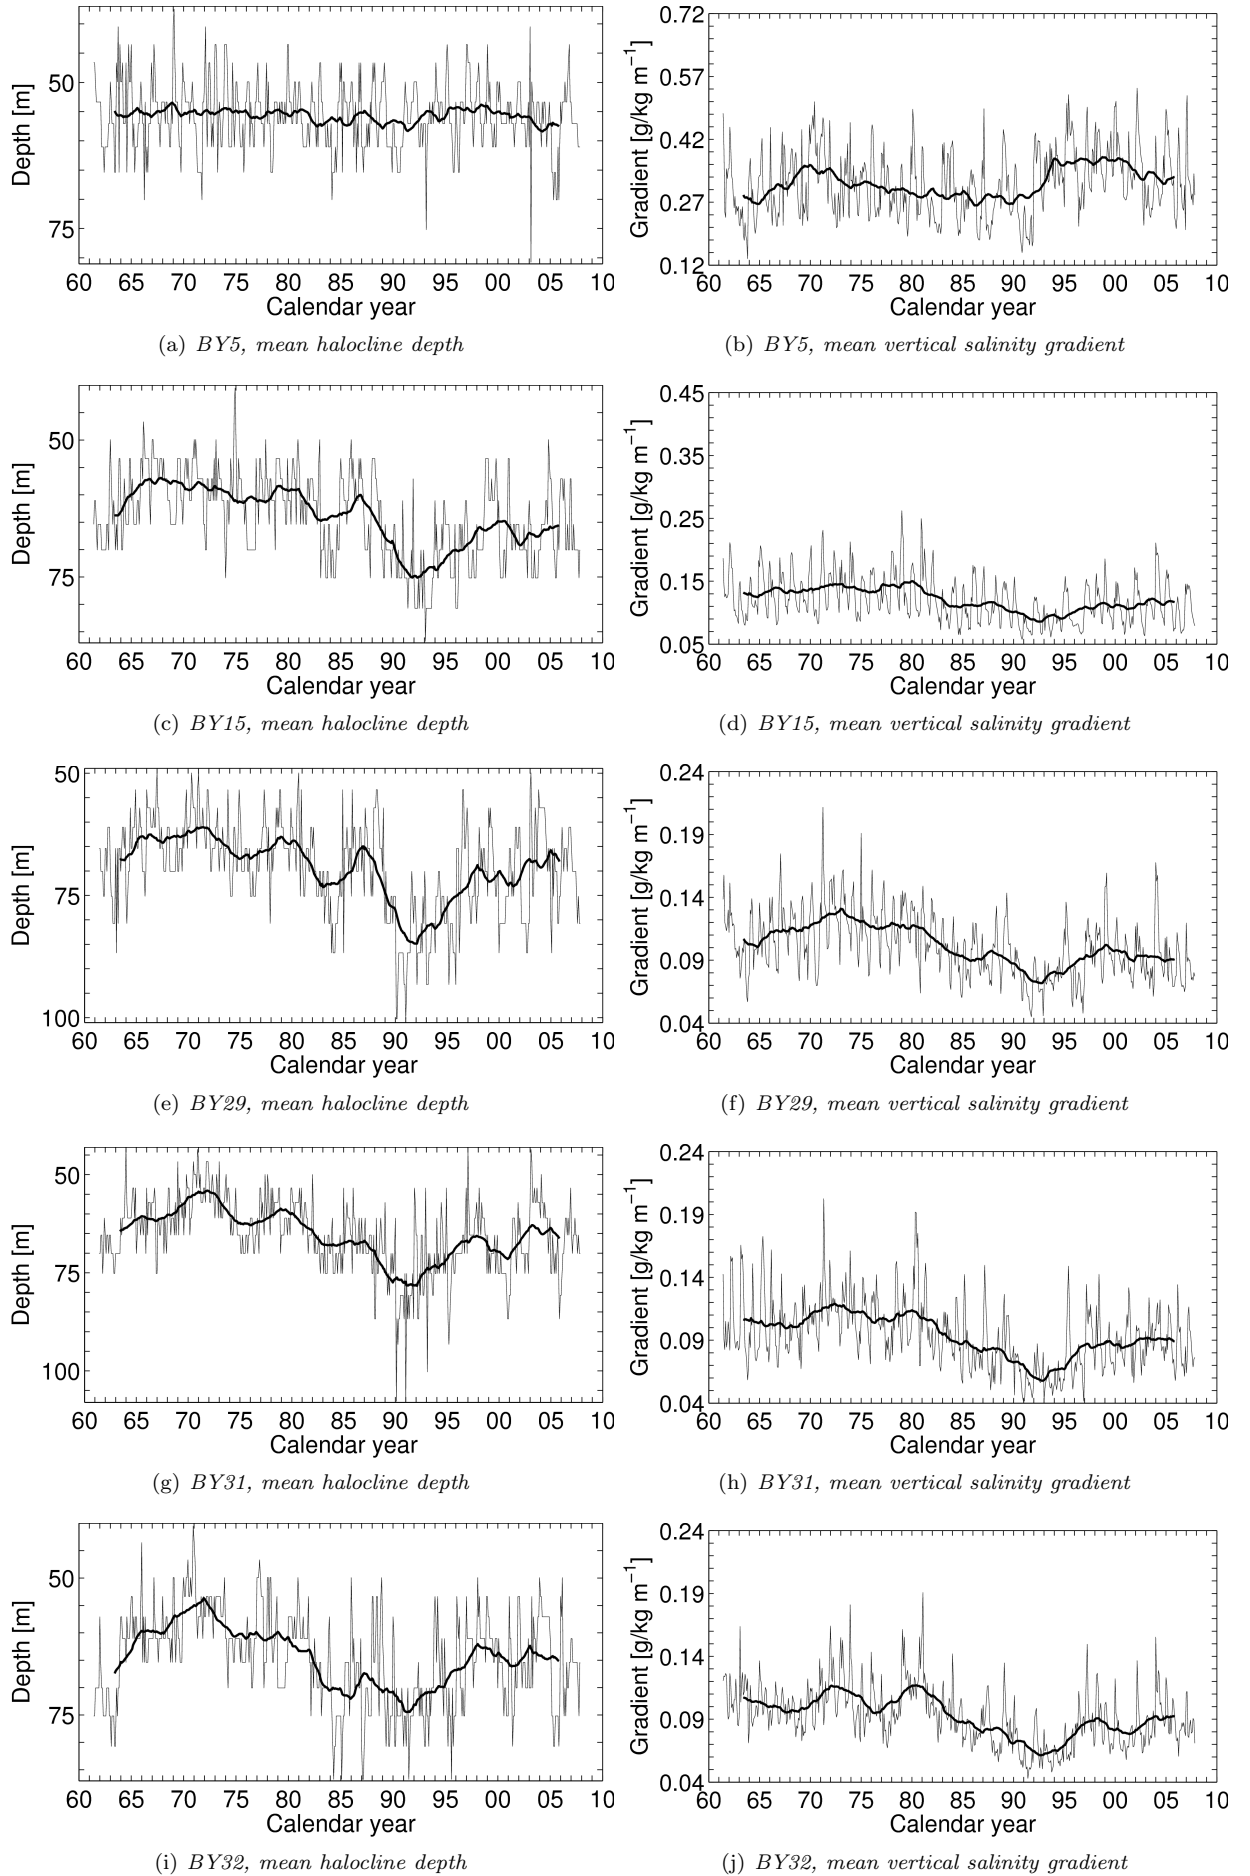 50
75
Depth [m]
60 65 70 75 80 85 90 95 00 05 10
Calendar year
(a) BY5, mean halocline depth
0.72
0.57
0.42
0.27
0.12
Gradient [g/kg m−1]
60 65 70 75 80 85 90 95 00 05 10
Calendar year
(b) BY5, mean vertical salinity gradient
50
75
Depth [m]
60 65 70 75 80 85 90 95 00 05 10
Calendar year
(c) BY15, mean halocline depth
0.45
0.35
0.25
0.15
0.05
Gradient [g/kg m−1]
60 65 70 75 80 85 90 95 00 05 10
Calendar year
(d) BY15, mean vertical salinity gradient
50
75
100
Depth [m]
60 65 70 75 80 85 90 95 00 05 10
Calendar year
(e) BY29, mean halocline depth
0.24
0.19
0.14
0.09
0.04
Gradient [g/kg m−1]
60 65 70 75 80 85 90 95 00 05 10
Calendar year
(f) BY29, mean vertical salinity gradient
50
75
100
Depth [m]
60 65 70 75 80 85 90 95 00 05 10
Calendar year
(g) BY31, mean halocline depth
0.24
0.19
0.14
0.09
0.04
Gradient [g/kg m−1]
60 65 70 75 80 85 90 95 00 05 10
Calendar year
(h) BY31, mean vertical salinity gradient
50
75
Depth [m]
60 65 70 75 80 85 90 95 00 05 10
Calendar year
(i) BY32, mean halocline depth
0.24
0.19
0.14
0.09
0.04
Gradient [g/kg m−1]
60 65 70 75 80 85 90 95 00 05 10
Calendar year
(j) BY32, mean vertical salinity gradient